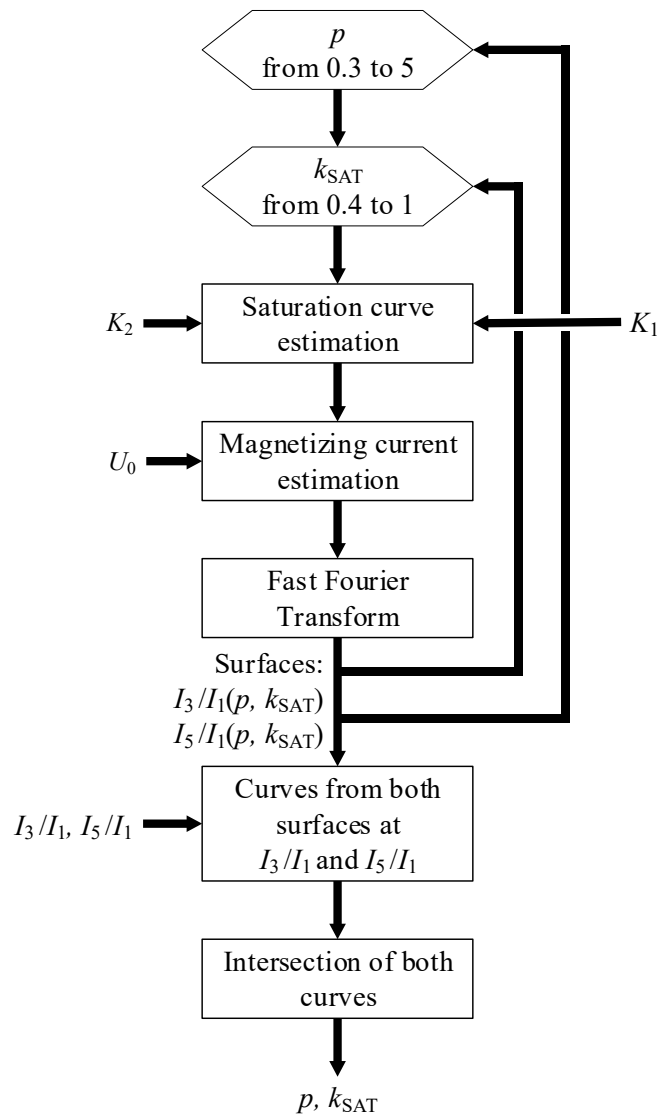 p
from 0.3 to 5
kSAT
from 0.4 to 1
Saturation curve
estimation
K2
K1
Magnetizing current
estimation
U0
Fast Fourier
Transform
Surfaces:
I3/I1(p, kSAT)
I5/I1(p, kSAT)
Curves from both
surfaces at
I3/I1 and I5/I1
I3/I1, I5/I1
Intersection of both
curves
p, kSAT